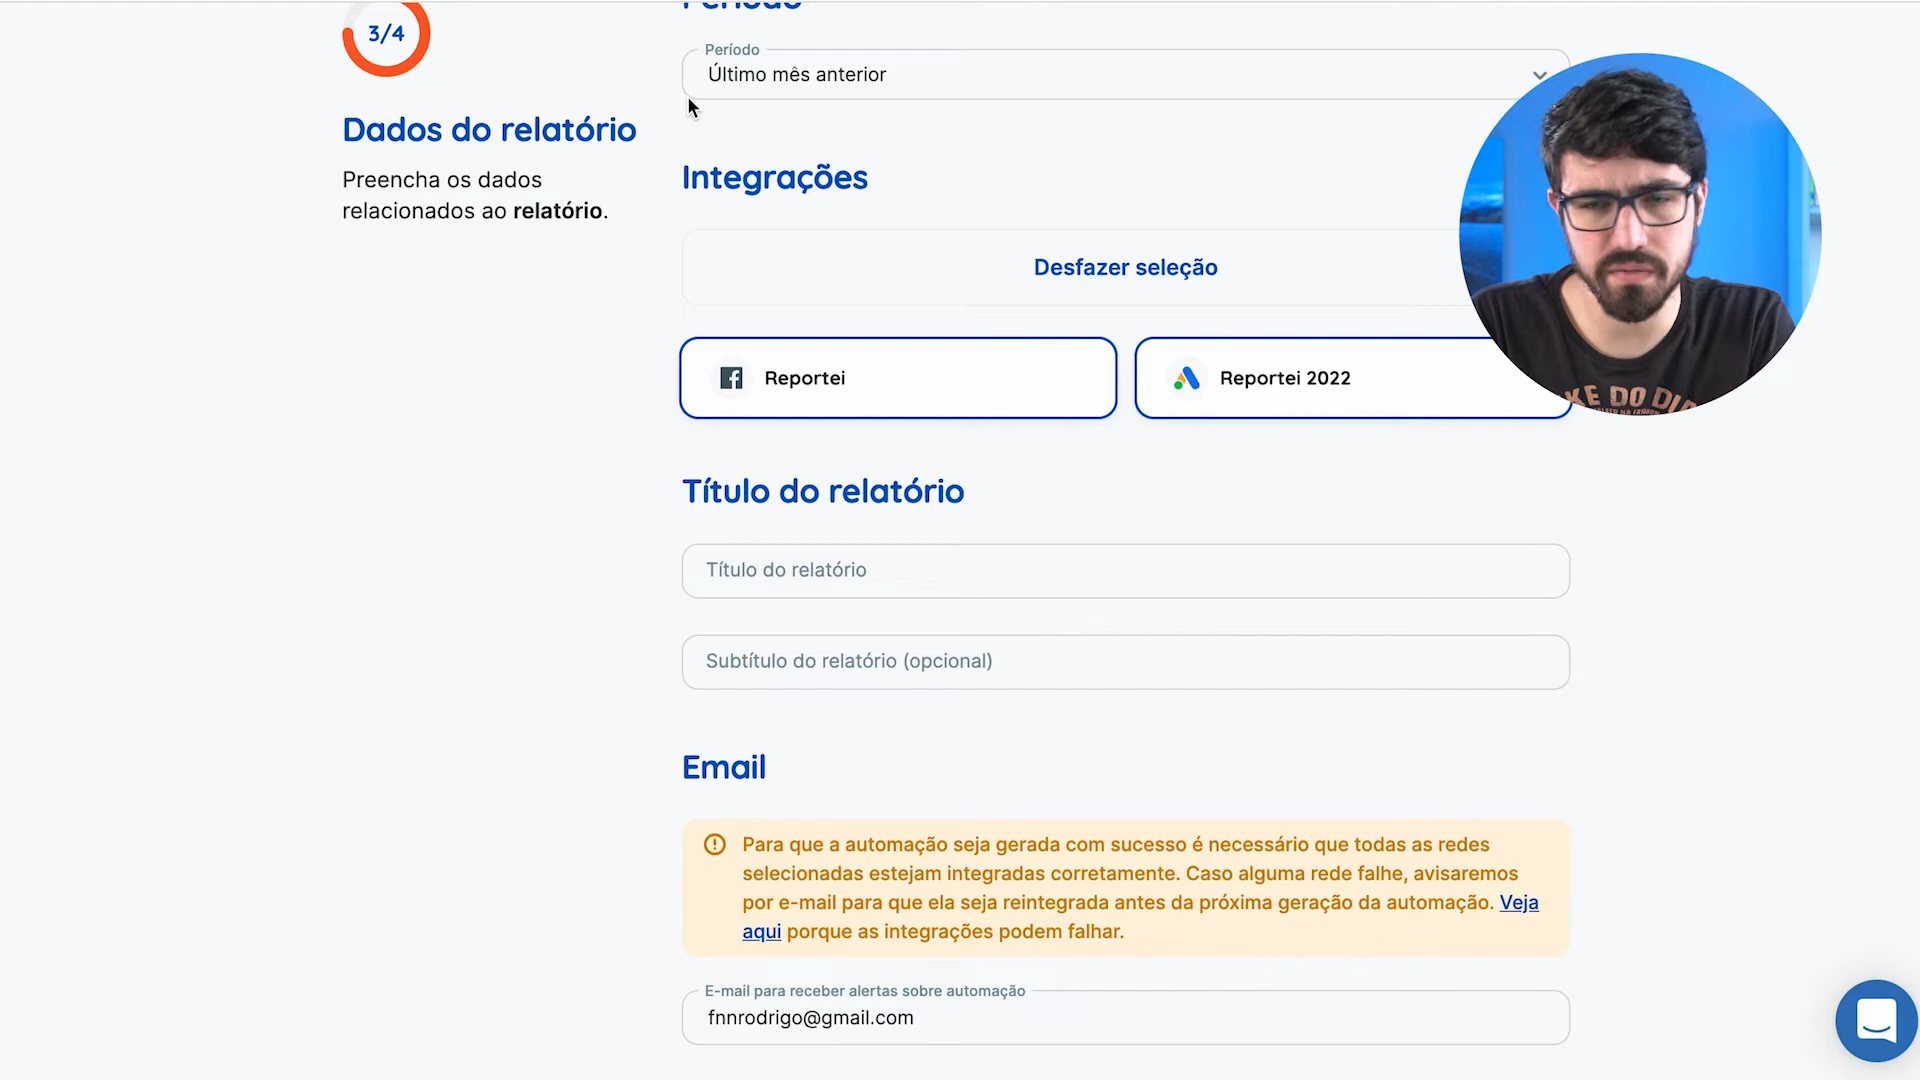 Período
3/4
Período
Último mês anterior
Dados do relatório
Preencha os dados
relacionados ao relatório.
Integrações
Desfazer seleção
Reportei
Reportei 2022
Título do relatório
Título do relatório
Subtítulo do relatório (opcional)
Email
Para que a automação seja gerada com sucesso é necessário que todas as redes
selecionadas estejam integradas corretamente. Caso alguma rede falhe, avisaremos
por e-mail para que ela seja reintegrada antes da próxima geração da automação. Veja
aqui porque as integrações podem falhar.
E-mail para receber alertas sobre automação
fnnrodrigo@gmail.com